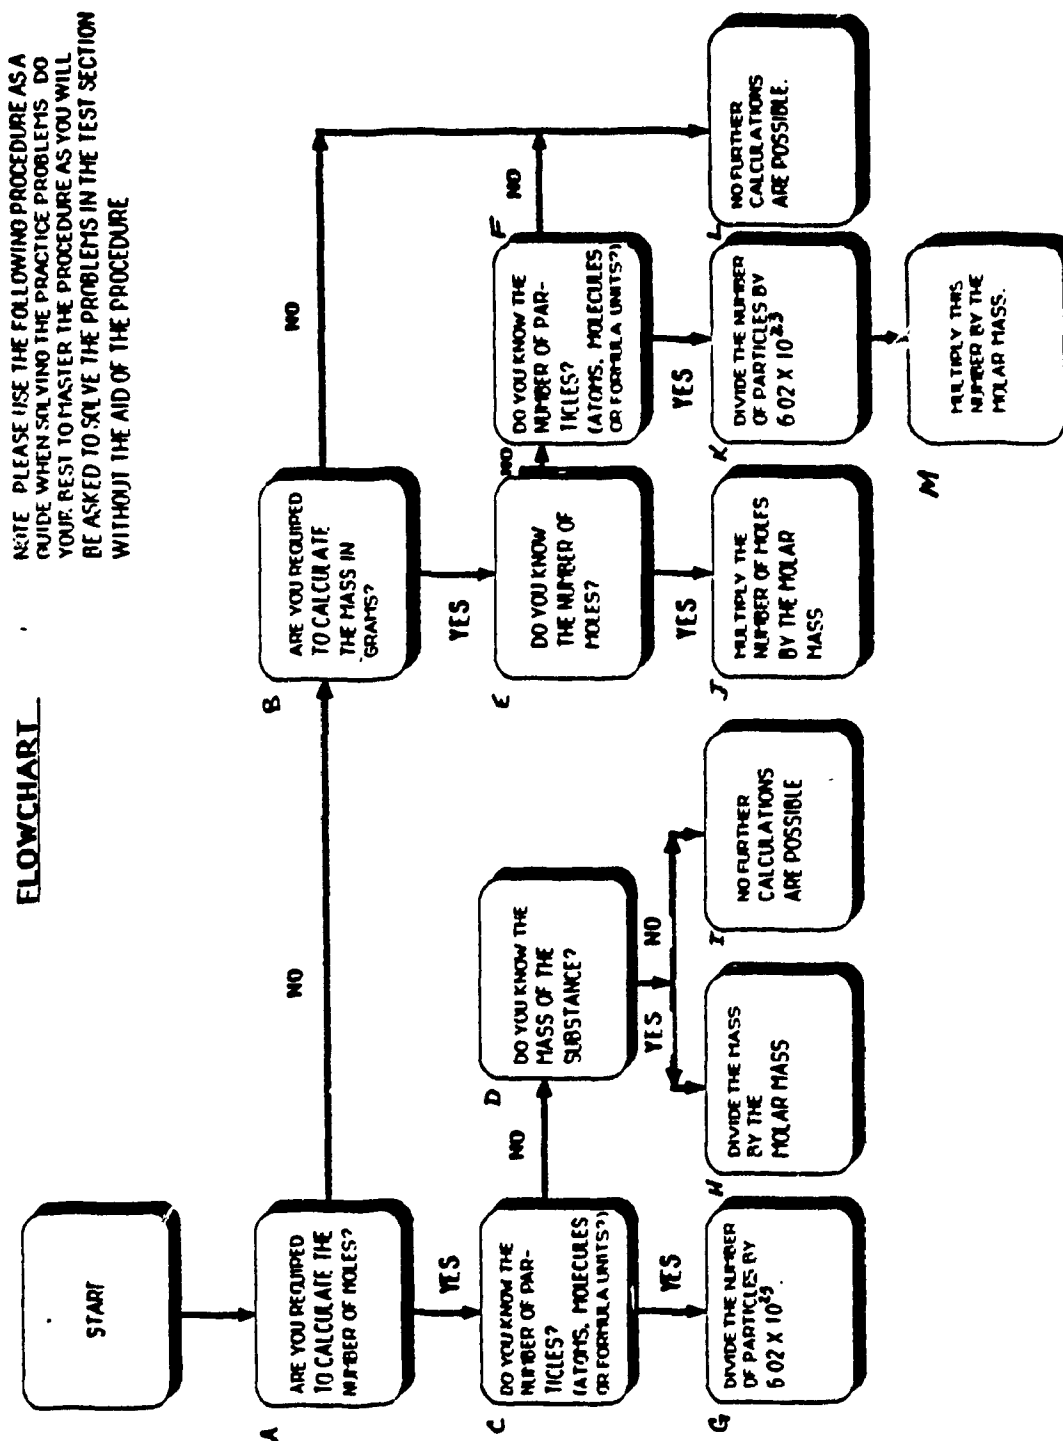 FLOWCHART
NOTE PLEASE USE THE FOLLOWING PROCEDURE AS A
GUIDE WHEN SOLVING THE PRACTICE PROBLEMS DO
YOUR BEST TO MASTER THE PROCEDURE AS YOU WILL
BE ASKED TO SOLVE THE PROBLEMS IN THE TEST SECTION
WITHOUT THE AID OF THE PROCEDURE
START
A
ARE YOU REQUIRED
TO CALCULATE THE
NUMBER OF MOLES?
NO
YES
B
ARE YOU REQUIRED
TO CALCULATE
THE MASS IN
GRAMS?
NO
YES
C
DO YOU KNOW THE
NUMBER OF PAR-
TICLES?
(ATOMS, MOLECULES
OR FORMULA UNITS?)
NO
YES
D
DO YOU KNOW THE
MASS OF THE
SUBSTANCE?
YES
NO
E
DO YOU KNOW
THE NUMBER OF
MOLES?
NO
YES
F
DO YOU KNOW THE
NUMBER OF PAR-
TICLES?
(ATOMS, MOLECULES
OR FORMULA UNITS?)
NO
YES
G
DIVIDE THE NUMBER
OF PARTICLES BY
6 02 X 10²³.
H
DIVIDE THE MASS
BY THE
MOLAR MASS
I
NO FURTHER
CALCULATIONS
ARE POSSIBLE
J
MULTIPLY THE
NUMBER OF MOLES
BY THE MOLAR
MASS
K
DIVIDE THE NUMBER
OF PARTICLES BY
6 02 X 10²³
L
NO FURTHER
CALCULATIONS
ARE POSSIBLE.
M
MULTIPLY THIS
NUMBER BY THE
MOLAR MASS.